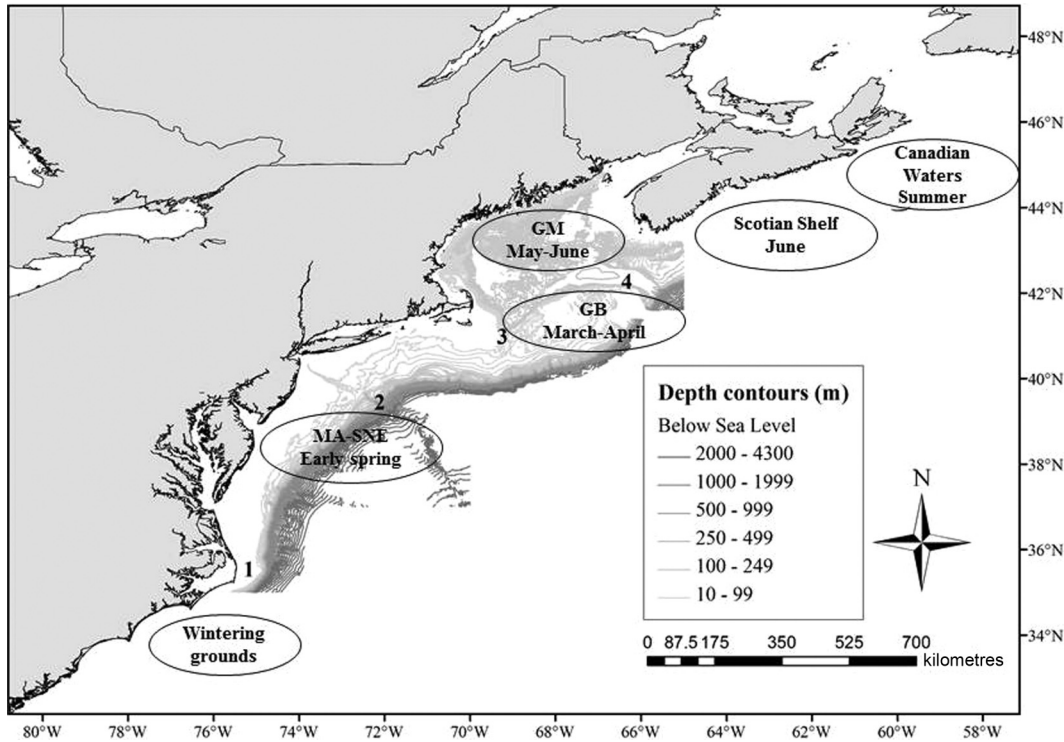 48°N
46°N
Canadian
Waters
Summer
44°N
GM
May-June
Scotian Shelf
June
4
42°N
GB
March-April
3
40°N
2
MA-SNE
Early spring
38°N
36°N
1
34°N
Wintering
grounds
Depth contours (m)
Below Sea Level
2000 - 4300
1000 - 1999
500 - 999
250 - 499
100 - 249
10 - 99
N
0 87.5 175 350 525 700
kilometres
80°W 76°W 74°W 72°W 70°W 68°W 66°W 64°W 62°W 60°W 58°W